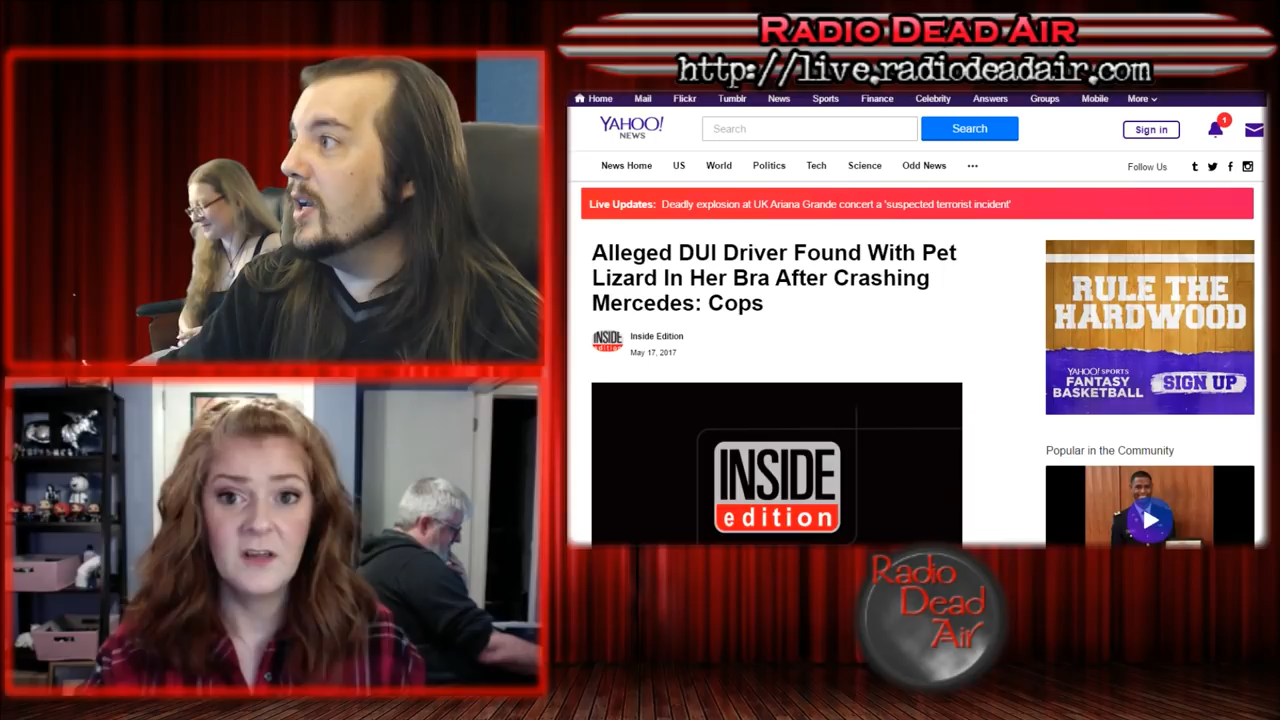 Radio Dead Air
http://live.radiodeadair.com
Home Mail Flickr Tumblr News Sports Finance Celebrity Answers Groups Mobile More
YAHOO!
NEWS
Search
Search
Sign in
1
News Home US World Politics Tech Science Odd News ...
Follow Us
Live Updates: Deadly explosion at UK Ariana Grande concert a 'suspected terrorist incident'
Alleged DUI Driver Found With Pet
Lizard In Her Bra After Crashing
Mercedes: Cops
INSIDE
edition
Inside Edition
May 17, 2017
RULE THE
HARDWOOD
YAHOO! SPORTS
FANTASY
BASKETBALL
SIGN UP
INSIDE
edition
Popular in the Community
Radio
Dead
Air